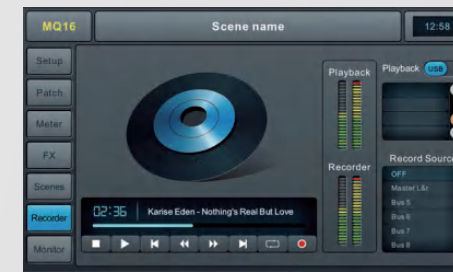 MQ16
Scene name
12:58
Setup
Patch
Meter
FX
Scenes
Recorder
Monitor
02:36
Karise Eden - Nothing's Real But Love
Playback
Recorder
Playback USB
Record Source
OFF
Master L&r
Bus 5
Bus 6
Bus 7
Bus 8